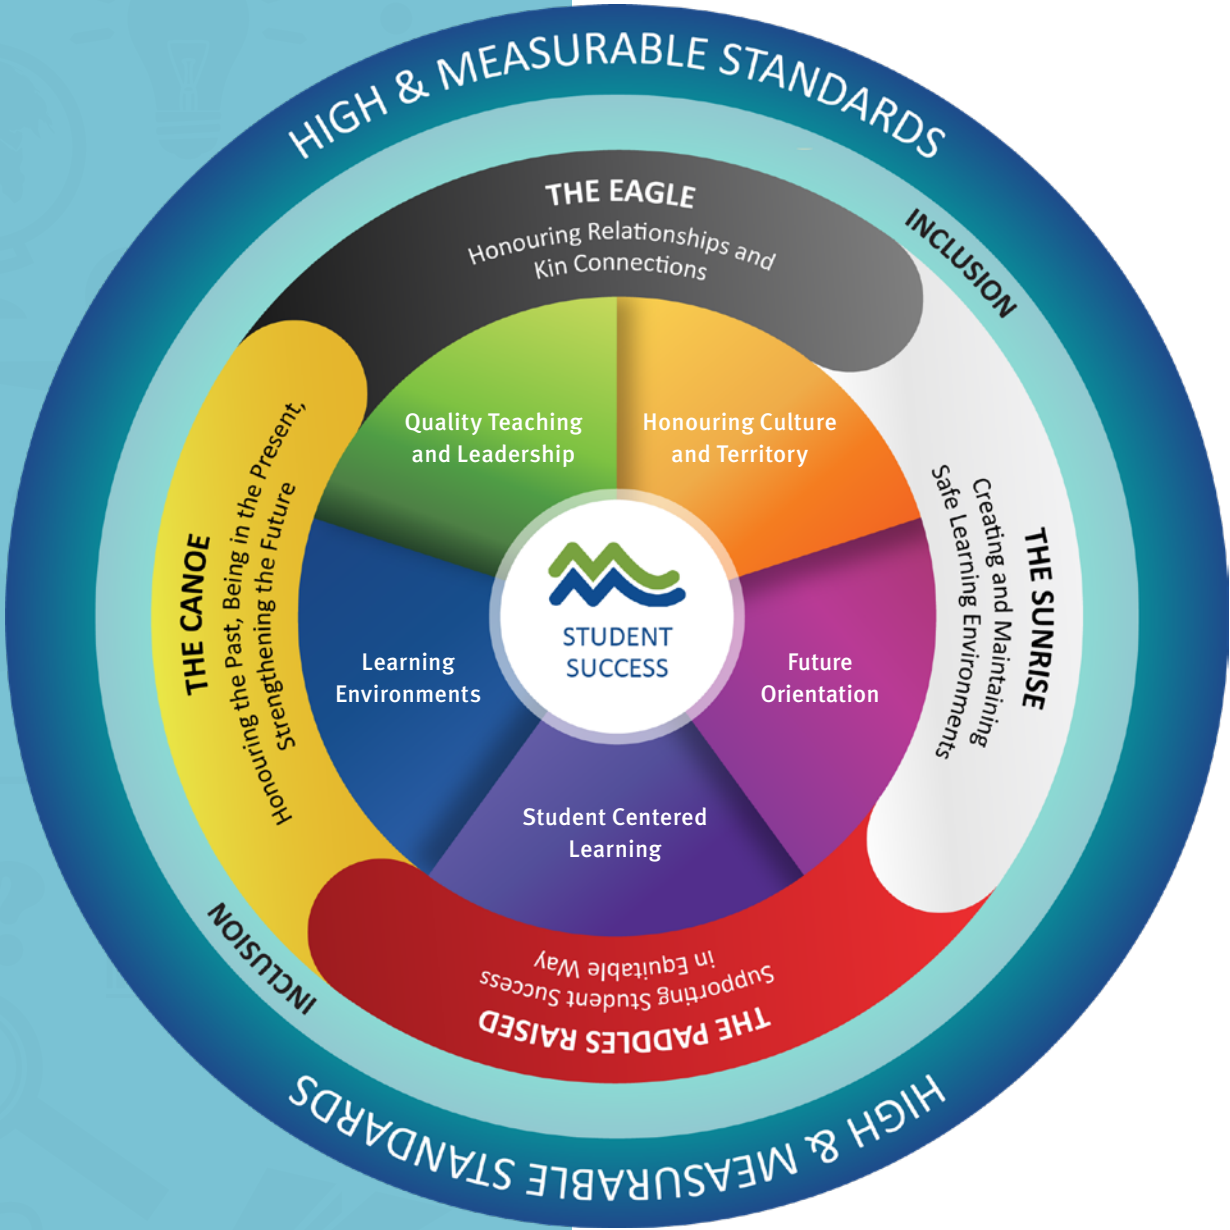 HIGH & MEASURABLE STANDARDS
INCLUSION
THE EAGLE
Honouring Relationships and
Kin Connections
THE SUNRISE
Creating and Maintaining
Safe Learning Environments
THE PADDLES RAISED
Supporting Student Success
in Equitable Way
THE CANOE
Honouring the Past, Being in the Present,
Strengthening the Future
Quality Teaching
and Leadership
Honouring Culture
and Territory
Future
Orientation
Student Centered
Learning
Learning
Environments
STUDENT
SUCCESS
INCLUSION
HIGH & MEASURABLE STANDARDS